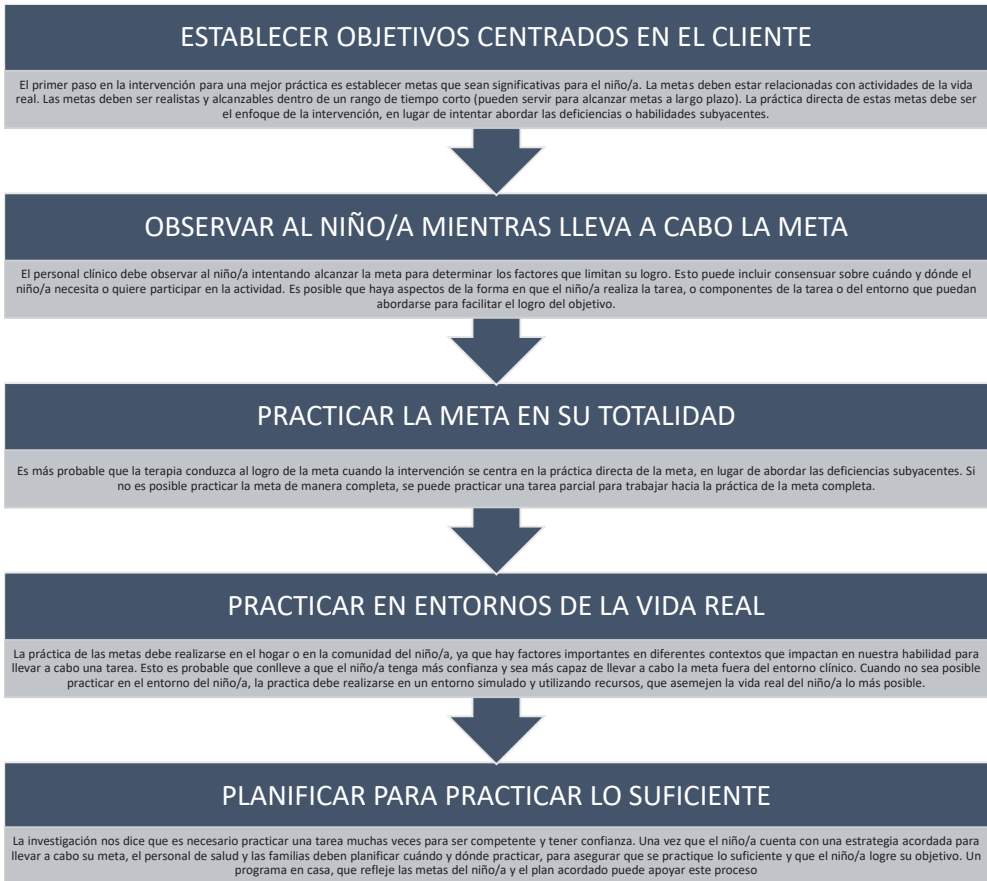 ESTABLECER OBJETIVOS CENTRADOS EN EL CLIENTE
El primer paso en la intervención para una mejor práctica es establecer metas que sean significativas para el niño/a. La metas deben estar relacionadas con actividades de la vida
real. Las metas deben ser realistas y alcanzables dentro de un rango de tiempo corto (pueden servir para alcanzar metas a largo plazo). La práctica directa de estas metas debe ser
el enfoque de la intervención, en lugar de intentar abordar las deficiencias o habilidades subyacentes.
OBSERVAR AL NIÑO/A MIENTRAS LLEVA A CABO LA META
El personal clínico debe observar al niño/a intentando alcanzar la meta para determinar los factores que limitan su logro. Esto puede incluir consensuar sobre cuándo y dónde el
niño/a necesita o quiere participar en la actividad. Es posible que haya aspectos de la forma en que el niño/a realiza la tarea, o componentes de la tarea o del entorno que puedan
abordarse para facilitar el logro del objetivo.
PRACTICAR LA META EN SU TOTALIDAD
Es más probable que la terapia conduzca al logro de la meta cuando la intervención se centra en la práctica directa de la meta, en lugar de abordar las deficiencias subyacentes. Si
no es posible practicar la meta de manera completa, se puede practicar una tarea parcial para trabajar hacia la práctica de la meta completa.
PRACTICAR EN ENTORNOS DE LA VIDA REAL
La práctica de las metas debe realizarse en el hogar o en la comunidad del niño/a, ya que hay factores importantes en diferentes contextos que impactan en nuestra habilidad para
llevar a cabo una tarea. Esto es probable que conlleve a que el niño/a tenga más confianza y sea más capaz de llevar a cabo la meta fuera del entorno clínico. Cuando no sea posible
practicar en el entorno del niño/a, la practica debe realizarse en un entorno simulado y utilizando recursos, que asemejen la vida real del niño/a lo más posible.
PLANIFICAR PARA PRACTICAR LO SUFICIENTE
La investigación nos dice que es necesario practicar una tarea muchas veces para ser competente y tener confianza. Una vez que el niño/a cuenta con una estrategia acordada para
llevar a cabo su meta, el personal de salud y las familias deben planificar cuándo y dónde practicar, para asegurar que se practique lo suficiente y que el niño/a logre su objetivo. Un
programa en casa, que refleje las metas del niño/a y el plan acordado puede apoyar este proceso